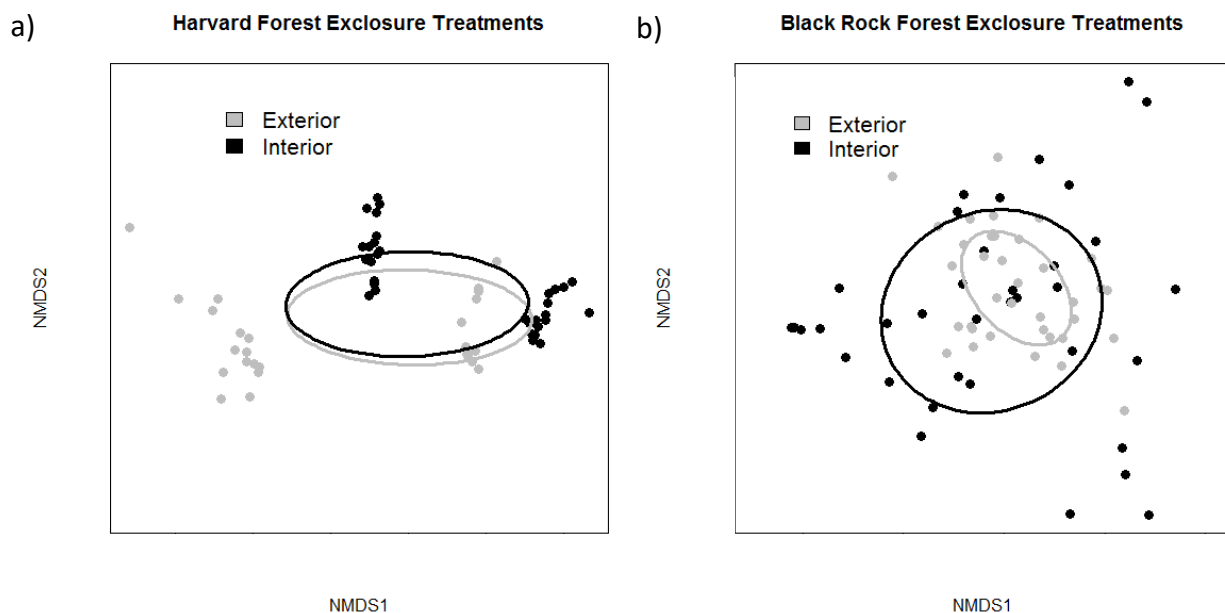 a)
Harvard Forest Exclosure Treatments
Exterior
Interior
NMDS2
NMDS1
b)
Black Rock Forest Exclosure Treatments
Exterior
Interior
NMDS2
NMDS1